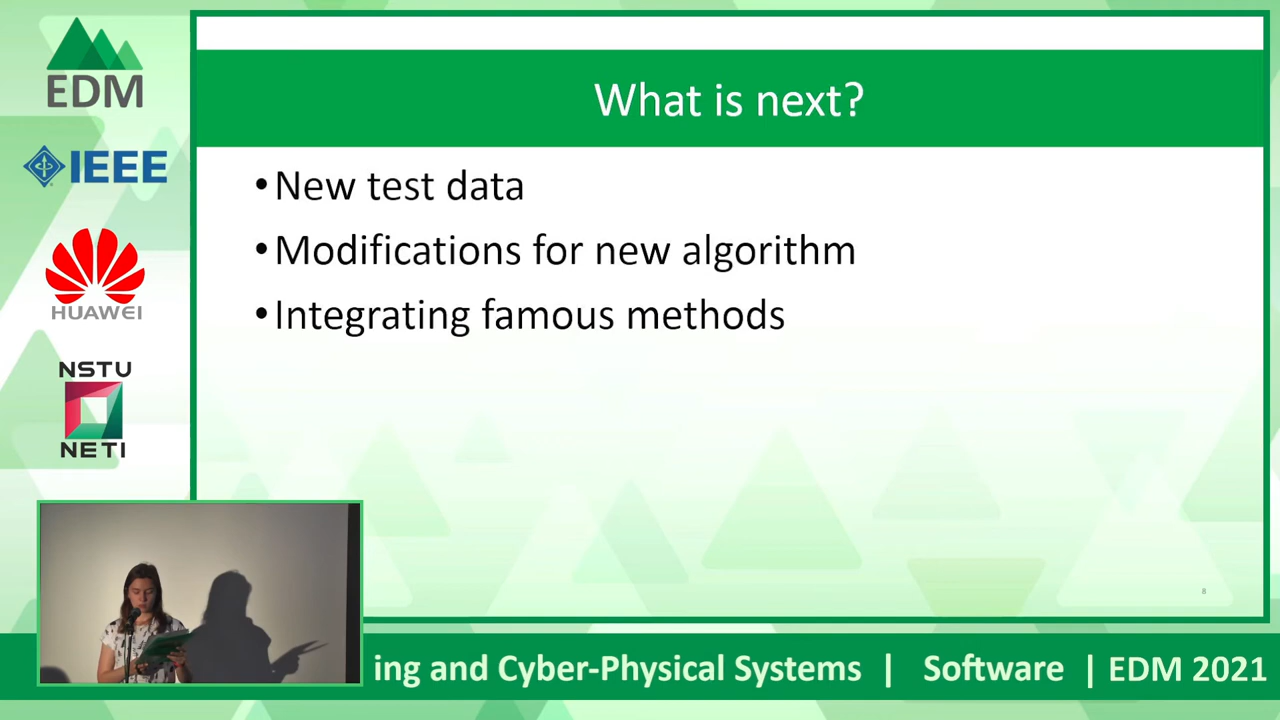 EDM
IEEE
HUAWEI
NSTU
NETI
What is next?
•New test data
•Modifications for new algorithm
•Integrating famous methods
8
ing and Cyber-Physical Systems | Software | EDM 2021